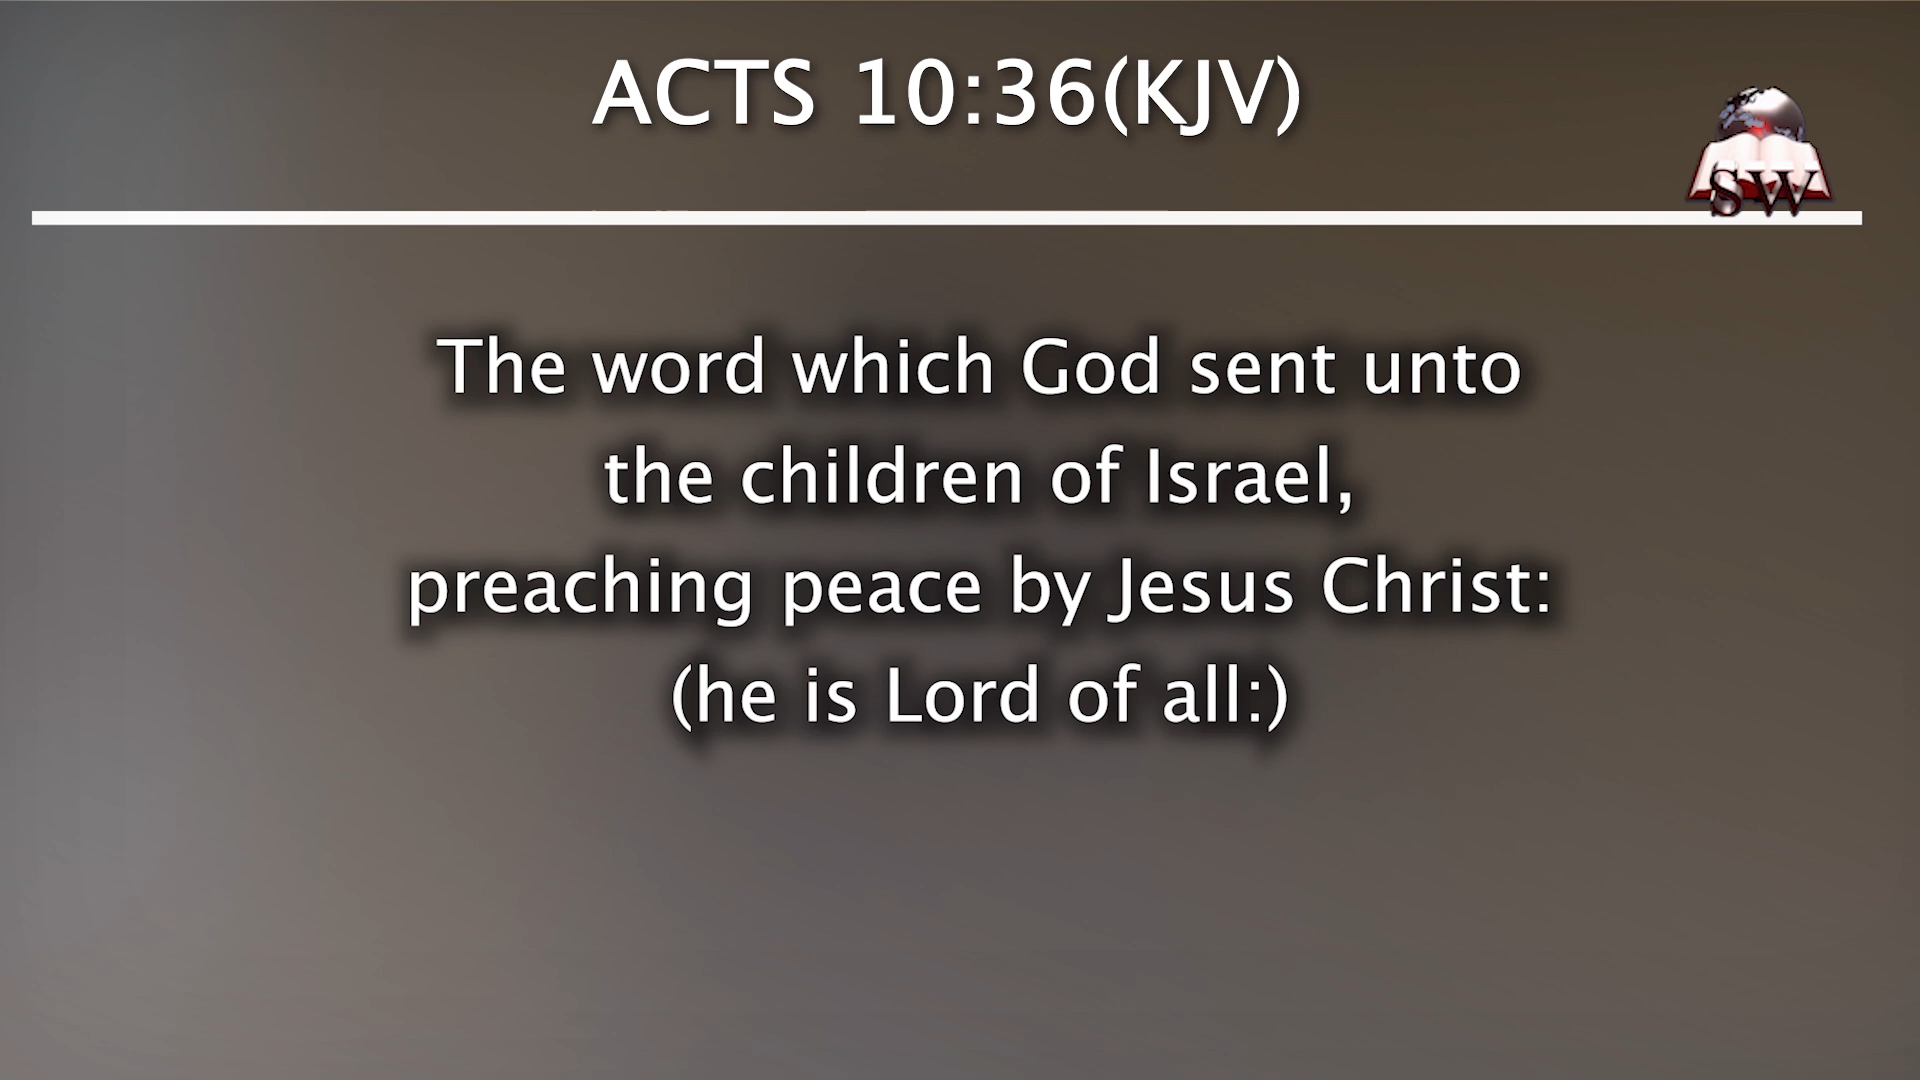 ACTS 10:36(KJV)
SW
The word which God sent unto
the children of Israel,
preaching peace by Jesus Christ:
(he is Lord of all:)